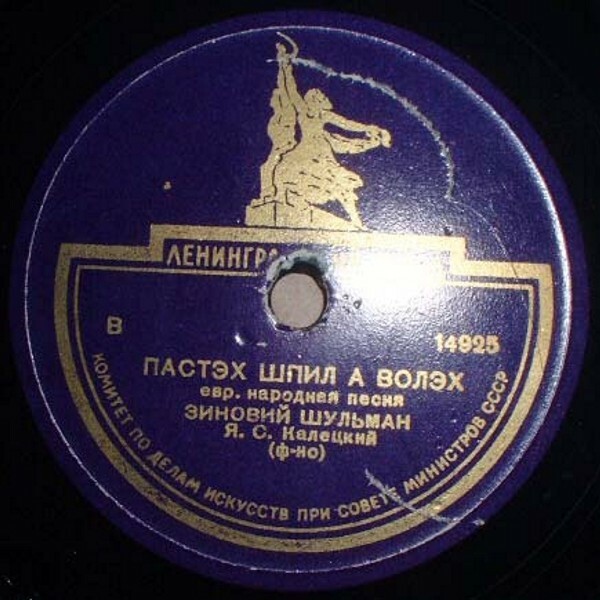 ЛЕНИНГРА
В
14925
ПАСТЭХ ШПИЛ А ВОЛЭХ
евр. народная песня
ЗИНОВИЙ ШУЛЬМАН
Я. С. Калецкий
(ф-но)
КОМИТЕТ ПО ДЕЛАМ ИСКУССТВ ПРИ СОВЕТЕ МИНИСТРОВ СССР